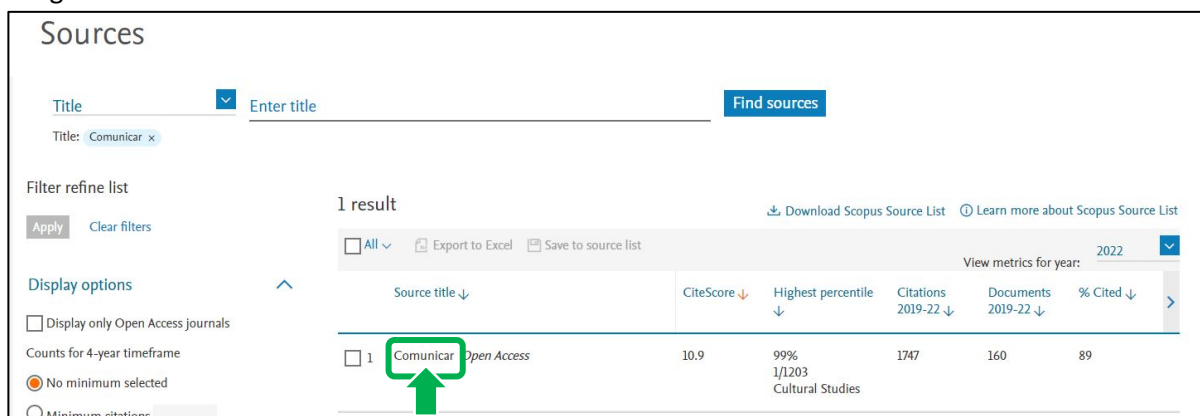 Sources
Title Enter title Find sources
Title: Comunicar ×
Filter refine list
Apply Clear filters
1 result
Download Scopus Source List Learn more about Scopus Source List
All Export to Excel Save to source list
View metrics for year: 2022
Display options
Source title CiteScore Highest percentile Citations 2019-22 Documents 2019-22 % Cited
Display only Open Access journals
Counts for 4-year timeframe
No minimum selected
Minimum citations
1 Comunicar Open Access 10.9 99% 1747 160 89
1/1203
Cultural Studies